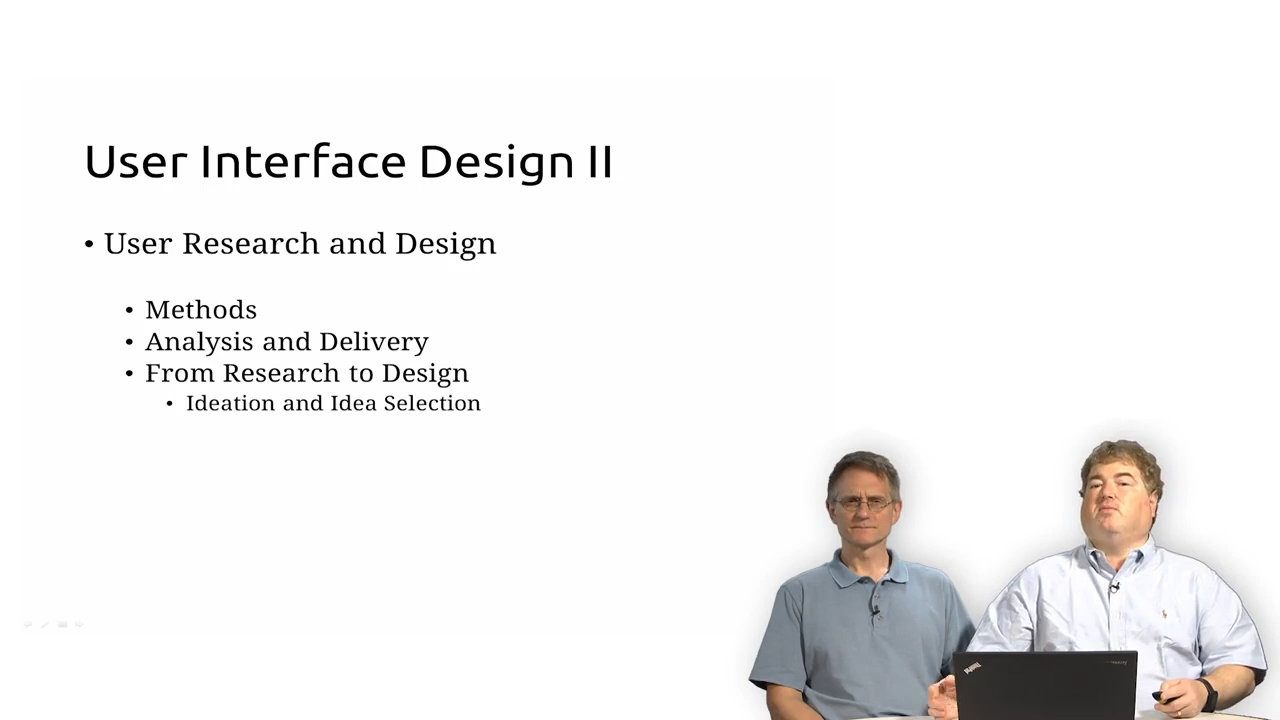 User Interface Design II
• User Research and Design
• Methods
• Analysis and Delivery
• From Research to Design
• Ideation and Idea Selection
ThinkPad